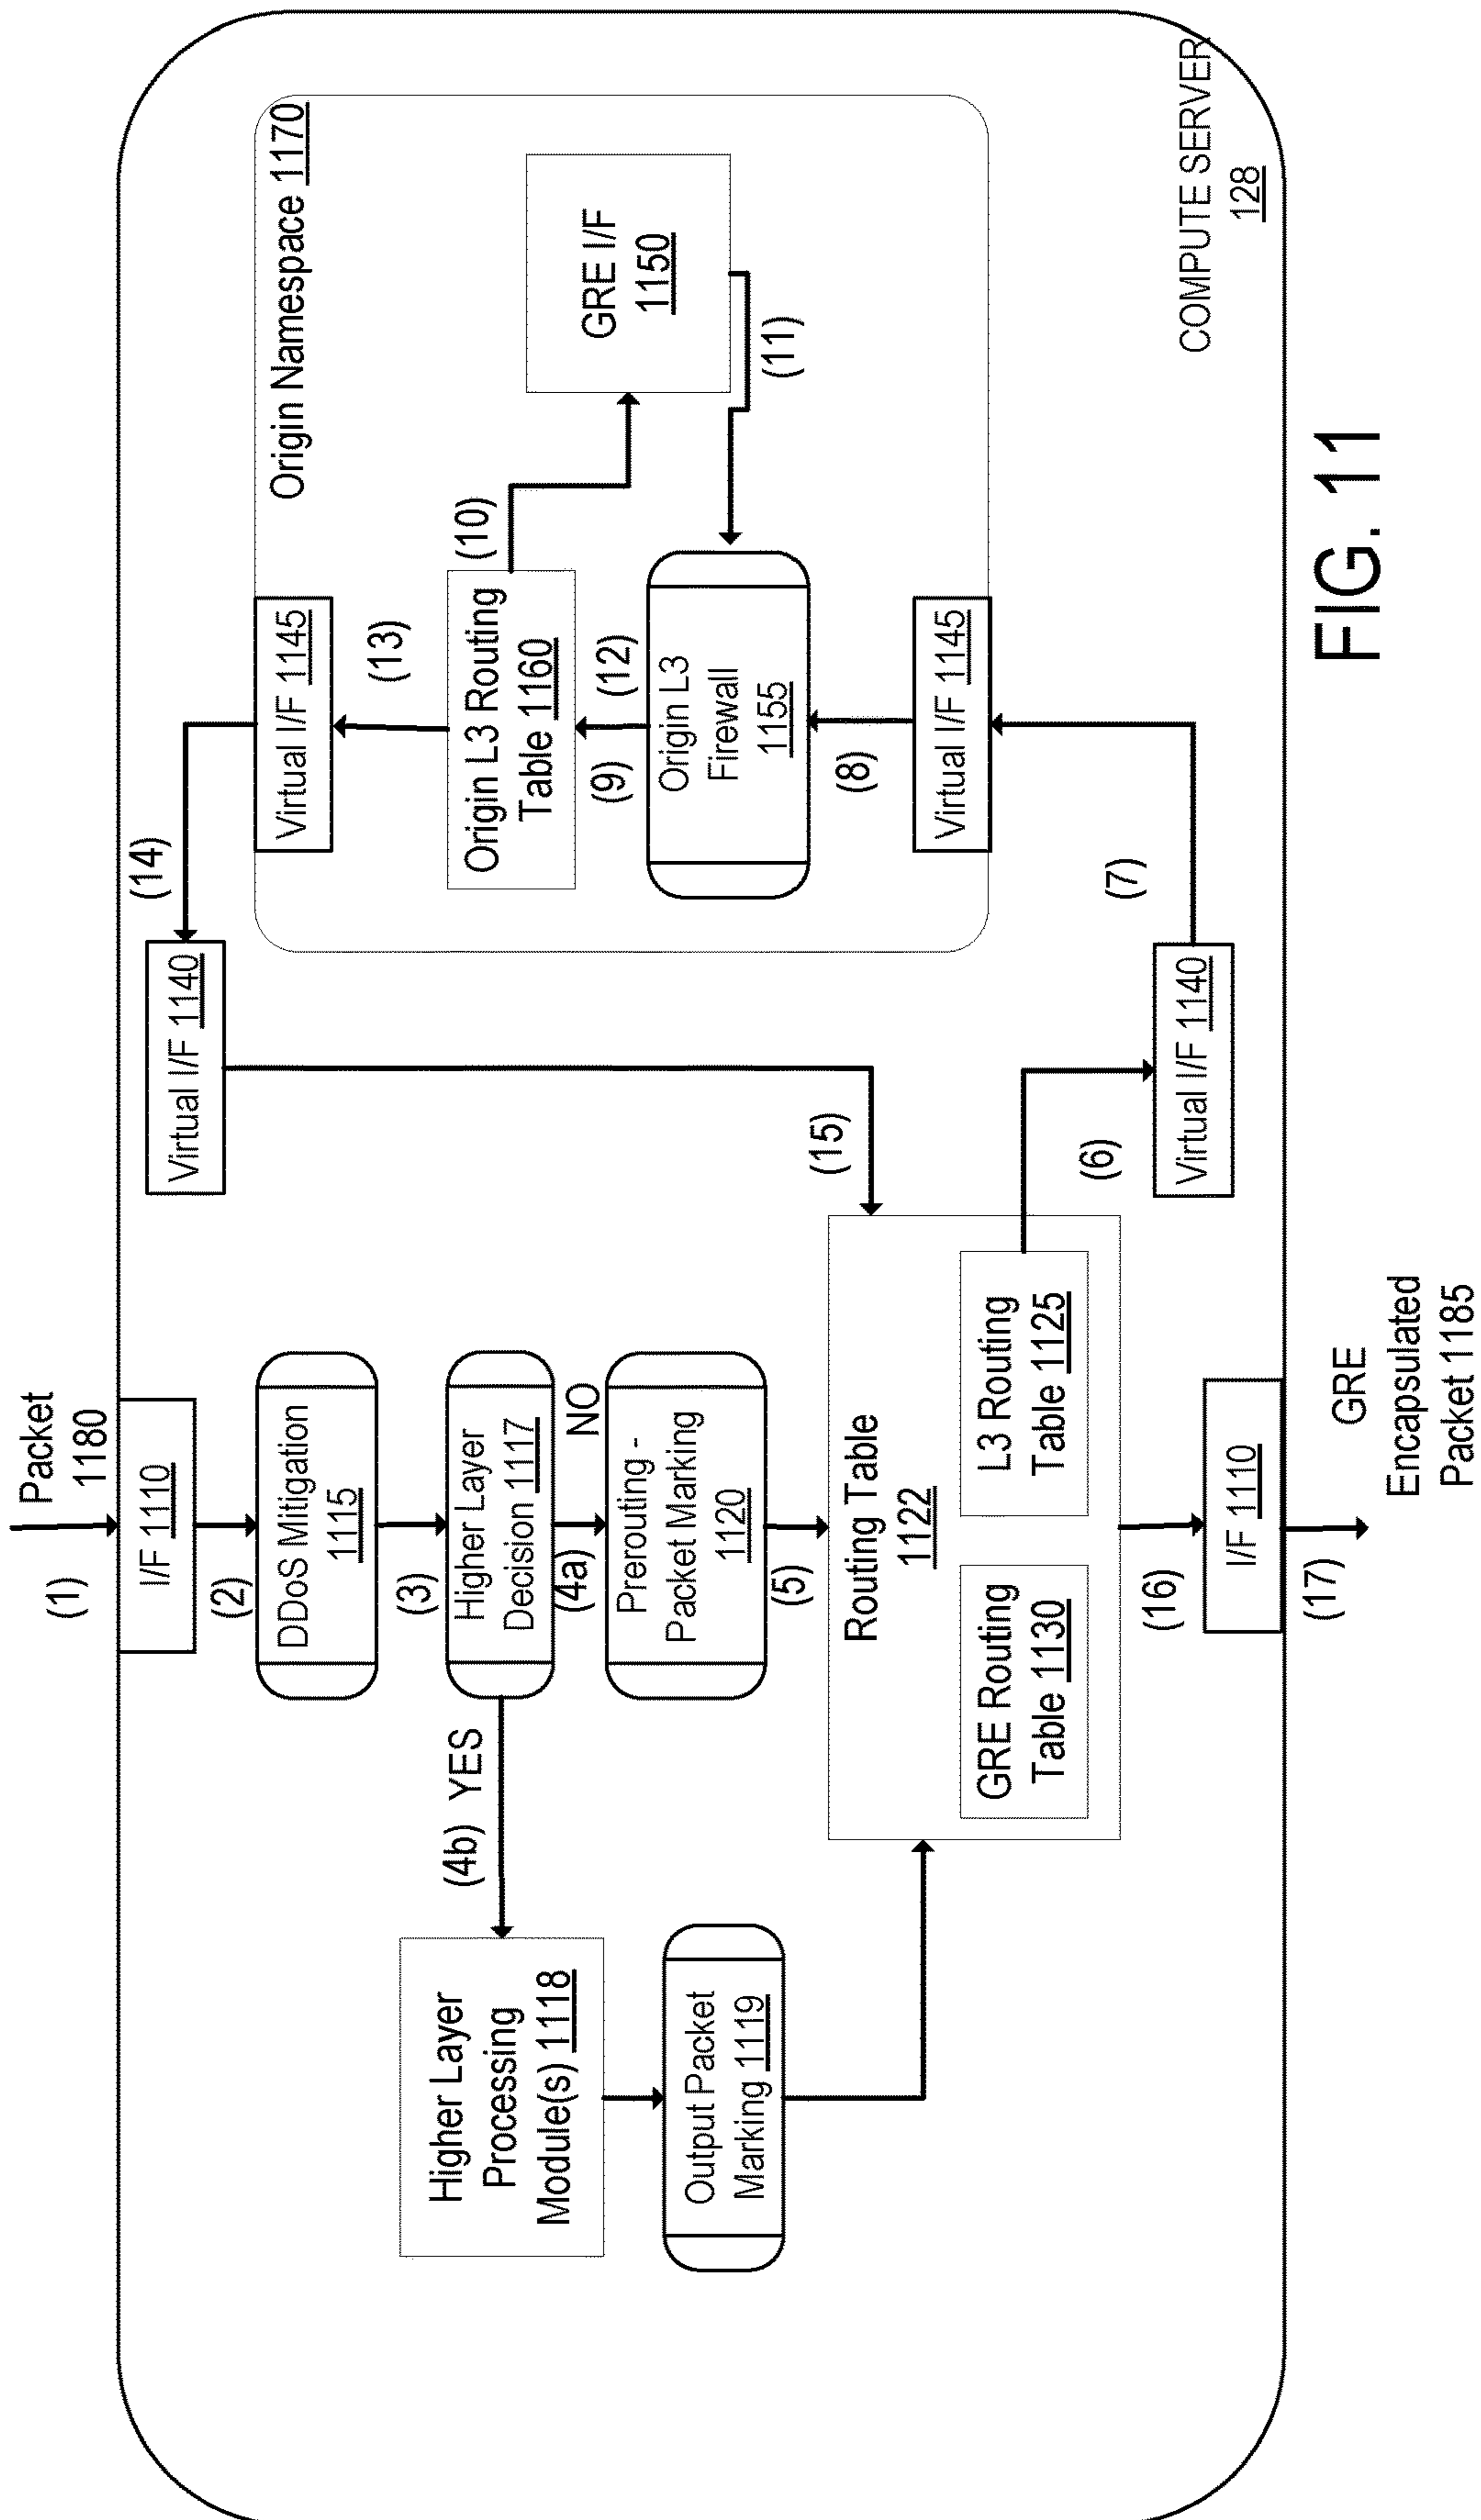 Packet
1180
(1)
I/F 1110
(2)
DDoS Mitigation
1115
(3)
Higher Layer
Decision 1117
(4a)
NO
(4b) YES
Higher Layer
Processing
Module(s) 1118
Output Packet
Marking 1119
Prerouting -
Packet Marking
1120
(5)
Routing Table
1122
GRE Routing
Table 1130
L3 Routing
Table 1125
(6)
Virtual I/F 1140
(7)
Virtual I/F 1145
(8)
Origin L3
Firewall
1155
(9)
(12)
Origin L3 Routing
Table 1160
(10)
GRE I/F
1150
(11)
(13)
Virtual I/F 1145
Origin Namespace 1170
(14)
Virtual I/F 1140
(15)
(16)
I/F 1110
(17)
GRE
Encapsulated
Packet 1185
COMPUTE SERVER
128
FIG. 11